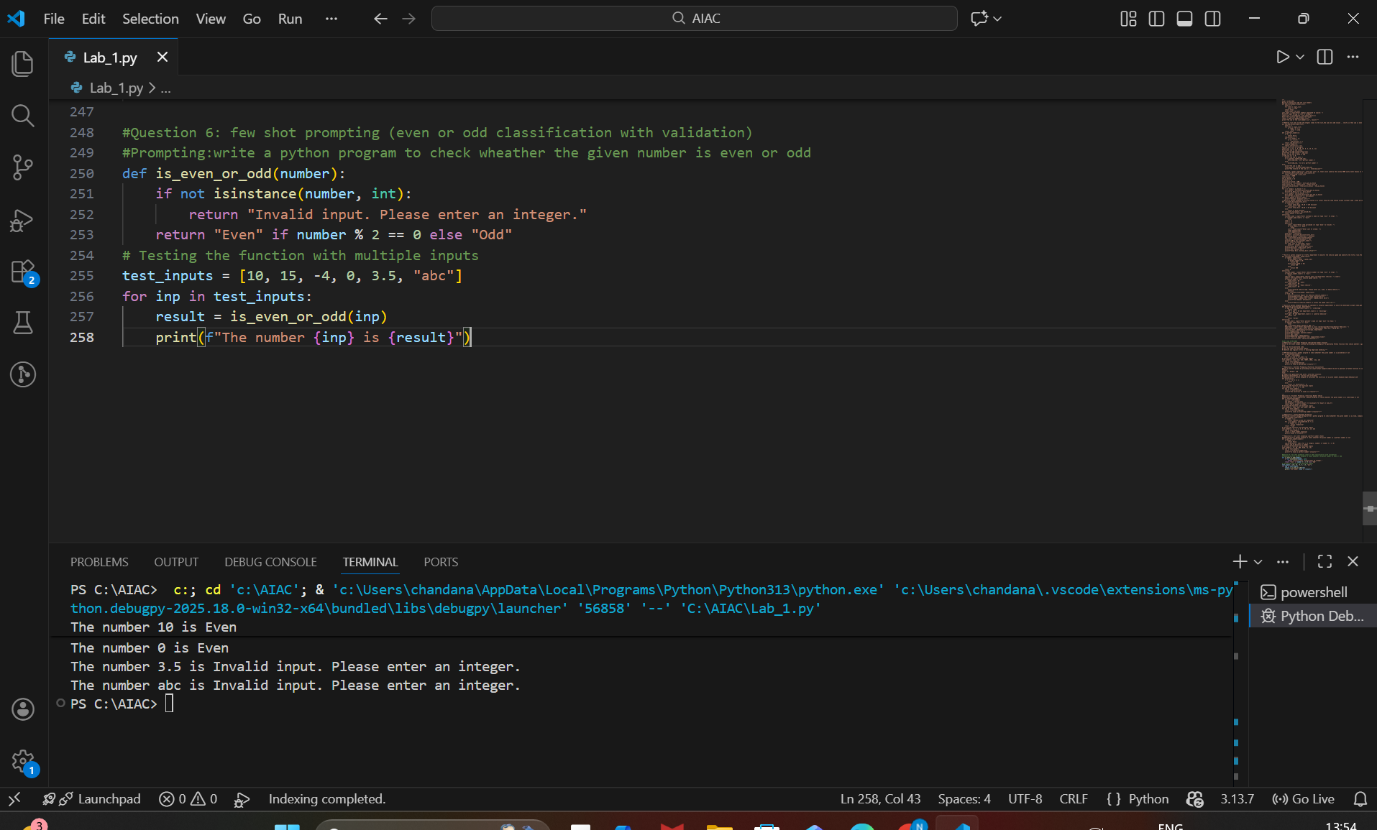 File Edit Selection View Go Run ··· AIAC
Lab_1.py
Lab_1.py > ...
247
248 #Question 6: few shot prompting (even or odd classification with validation)
249 #Prompting:write a python program to check wheather the given number is even or odd
250 def is_even_or_odd(number):
251     if not isinstance(number, int):
252         return "Invalid input. Please enter an integer."
253     return "Even" if number % 2 == 0 else "Odd"
254 # Testing the function with multiple inputs
255 test_inputs = [10, 15, -4, 0, 3.5, "abc"]
256 for inp in test_inputs:
257     result = is_even_or_odd(inp)
258     print(f"The number {inp} is {result}")
2
PROBLEMS OUTPUT DEBUG CONSOLE TERMINAL PORTS
PS C:\AIAC>  c:; cd 'c:\AIAC'; & 'c:\Users\chandana\AppData\Local\Programs\Python\Python313\python.exe' 'c:\Users\chandana\.vscode\extensions\ms-py
thon.debugpy-2025.18.0-win32-x64\bundled\libs\debugpy\launcher' '56858' '--' 'C:\AIAC\Lab_1.py'
The number 10 is Even
The number 0 is Even
The number 3.5 is Invalid input. Please enter an integer.
The number abc is Invalid input. Please enter an integer.
PS C:\AIAC>
powershell
Python Deb...
1
Launchpad 0 0 Indexing completed. Ln 258, Col 43 Spaces: 4 UTF-8 CRLF {} Python 3.13.7 Go Live
3 N ENG 13:54